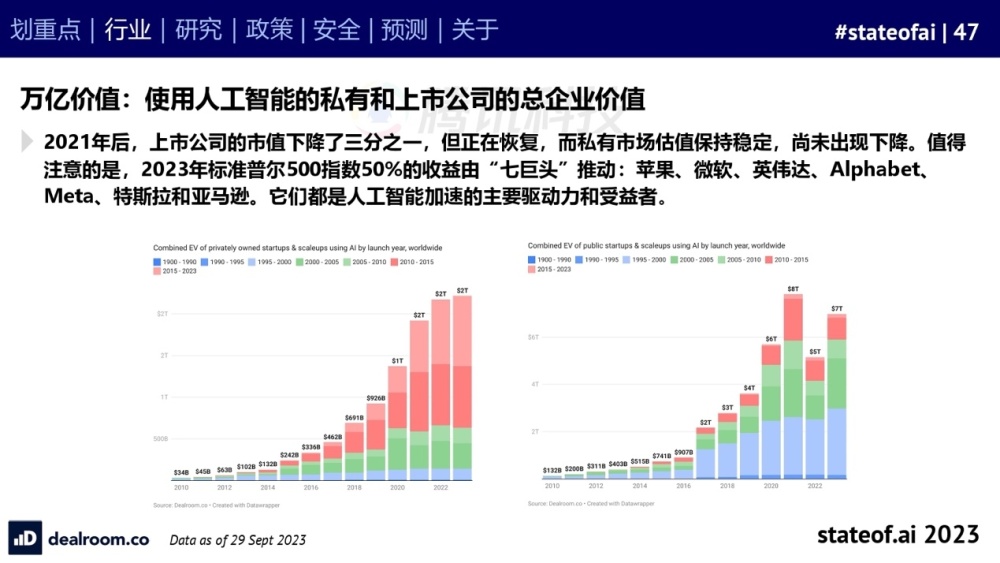 划重点 | 行业 | 研究 | 政策 | 安全 | 预测 | 关于
#stateofai | 47
腾讯科技
万亿价值：使用人工智能的私有和上市公司的总企业价值
2021年后，上市公司的市值下降了三分之一，但正在恢复，而私有市场估值保持稳定，尚未出现下降。值得
注意的是，2023年标准普尔500指数50%的收益由“七巨头”推动：苹果、微软、英伟达、Alphabet、
Meta、特斯拉和亚马逊。它们都是人工智能加速的主要驱动力和受益者。
Combined EV of privately owned startups & scaleups using AI by launch year, worldwide
1900 - 1990 1990 - 1995 1995 - 2000 2000 - 2005 2005 - 2010 2010 - 2015
2015 - 2023
$2T
$2T
$2T
$2T
$1T
$926B
$691B
$462B
$336B
$242B
$132B
$102B
$63B
$45B
$34B
1T
$500B
2010 2012 2014 2016 2018 2020 2022
Source: Dealroom.co • Created with Datawrapper
Combined EV of public startups & scaleups using AI by launch year, worldwide
1900 - 1990 1990 - 1995 1995 - 2000 2000 - 2005 2005 - 2010 2010 - 2015
2015 - 2023
$8T
$7T
$6T
$6T
$5T
4T
$4T
$3T
2T
$2T
$907B
$741B
$515B
$403B
$311B
$200B
$132B
2010 2012 2014 2016 2018 2020 2022
Source: Dealroom.co • Created with Datawrapper
dealroom.co
Data as of 29 Sept 2023
stateof.ai 2023